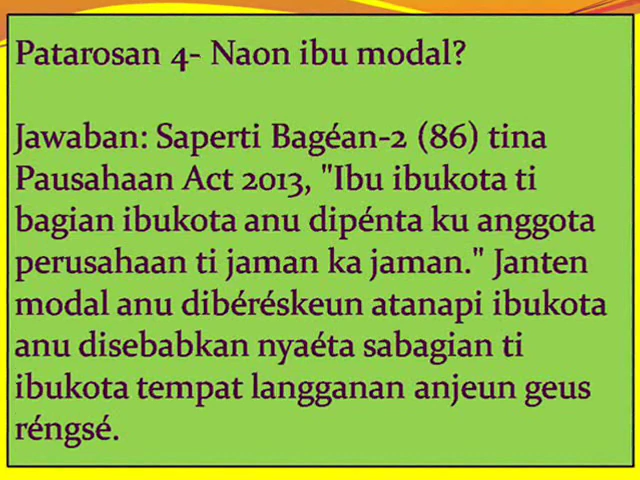 Patarosan 4- Naon ibu modal?
Jawaban: Saperti Bagéan-2 (86) tina
Pausahaan Act 2013, "Ibu ibukota ti
bagian ibukota anu dipénta ku anggota
perusahaan ti jaman ka jaman." Janten
modal anu dibéréskeun atanapi ibukota
anu disebabkan nyaéta sabagian ti
ibukota tempat langganan anjeun geus
réngsé.